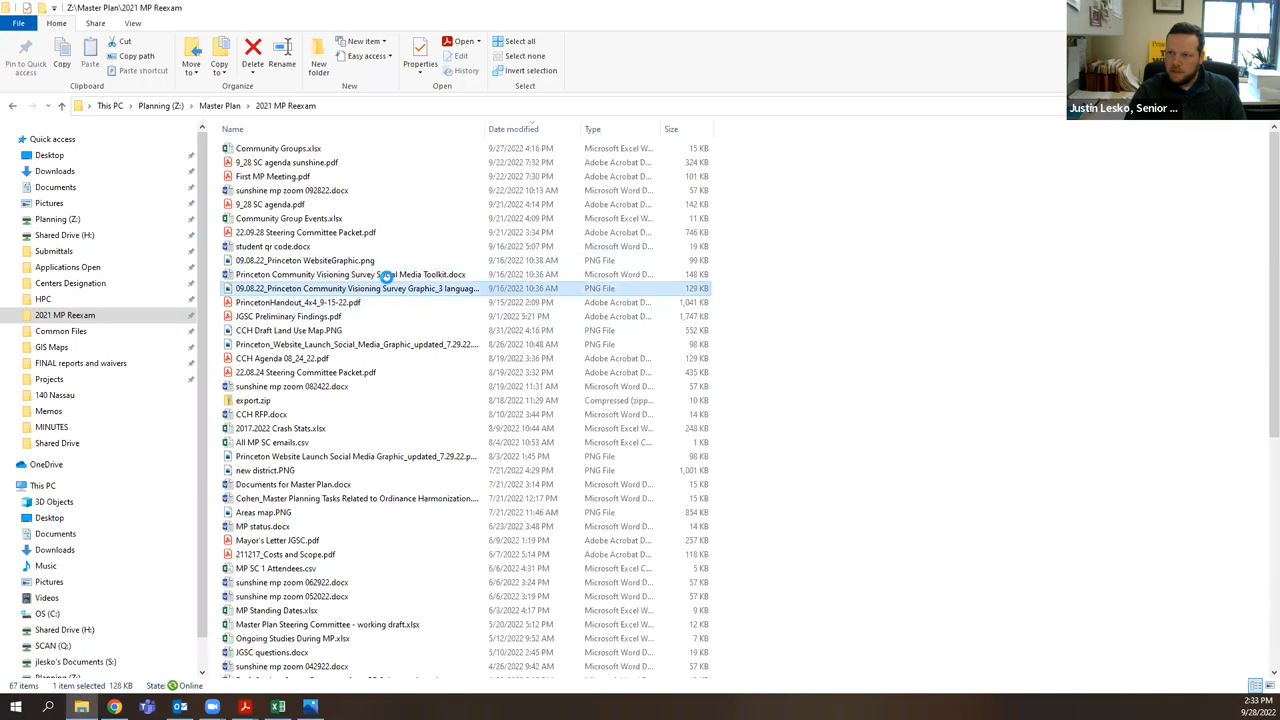 Z:\Master Plan\2021 MP Reexam
File Home Share View
Pin to Quick access
Copy
Paste
Cut
Copy path
Paste shortcut
Clipboard
Move to
Copy to
Delete
Rename
Organize
New folder
New item
Easy access
New
Properties
Open
Edit
History
Open
Select all
Select none
Invert selection
Select
Justin Lesko, Senior ...
This PC > Planning (Z:) > Master Plan > 2021 MP Reexam
Quick access
Desktop
Downloads
Documents
Pictures
Planning (Z:)
Shared Drive (H:)
Submittals
Applications Open
Centers Designation
HPC
2021 MP Reexam
Common Files
GIS Maps
FINAL reports and waivers
Projects
140 Nassau
Memos
MINUTES
Shared Drive
OneDrive
This PC
3D Objects
Desktop
Documents
Downloads
Music
Pictures
Videos
OS (C:)
Shared Drive (H:)
SCAN (Q:)
jlesko's Documents (S:)
Planning (Z:)
Name Date modified Type Size
Community Groups.xlsx 9/27/2022 4:16 PM Microsoft Excel W... 15 KB
9_28 SC agenda sunshine.pdf 9/22/2022 7:32 PM Adobe Acrobat D... 324 KB
First MP Meeting.pdf 9/22/2022 7:30 PM Adobe Acrobat D... 101 KB
sunshine mp zoom 092822.docx 9/22/2022 10:13 AM Microsoft Word D... 57 KB
9_28 SC agenda.pdf 9/21/2022 4:14 PM Adobe Acrobat D... 142 KB
Community Group Events.xlsx 9/21/2022 4:09 PM Microsoft Excel W... 11 KB
22.09.28 Steering Committee Packet.pdf 9/21/2022 3:34 PM Adobe Acrobat D... 746 KB
student qr code.docx 9/16/2022 5:07 PM Microsoft Word D... 19 KB
09.08.22_Princeton WebsiteGraphic.png 9/16/2022 10:38 AM PNG File 99 KB
Princeton Community Visioning Survey Social Media Toolkit.docx 9/16/2022 10:36 AM Microsoft Word D... 148 KB
09.08.22_Princeton Community Visioning Survey Graphic_3 languag... 9/16/2022 10:36 AM PNG File 129 KB
PrincetonHandout_4x4_9-15-22.pdf 9/15/2022 2:09 PM Adobe Acrobat D... 1,041 KB
JGSC Preliminary Findings.pdf 9/1/2022 5:21 PM Adobe Acrobat D... 1,747 KB
CCH Draft Land Use Map.PNG 8/31/2022 4:16 PM PNG File 552 KB
Princeton_Website_Launch_Social_Media_Graphic_updated_7.29.22.... 8/26/2022 10:48 AM PNG File 98 KB
CCH Agenda 08_24_22.pdf 8/19/2022 3:36 PM Adobe Acrobat D... 129 KB
22.08.24 Steering Committee Packet.pdf 8/19/2022 3:32 PM Adobe Acrobat D... 435 KB
sunshine mp zoom 082422.docx 8/19/2022 11:31 AM Microsoft Word D... 57 KB
export.zip 8/18/2022 11:29 AM Compressed (zipp... 10 KB
CCH RFP.docx 8/10/2022 3:44 PM Microsoft Word D... 14 KB
2017.2022 Crash Stats.xlsx 8/9/2022 10:44 AM Microsoft Excel W... 248 KB
All MP SC emails.csv 8/4/2022 10:53 AM Microsoft Excel C... 1 KB
Princeton Website Launch Social Media Graphic_updated_7.29.22.p... 8/3/2022 1:45 PM PNG File 98 KB
new district.PNG 7/21/2022 4:29 PM PNG File 1,001 KB
Documents for Master Plan.docx 7/21/2022 3:14 PM Microsoft Word D... 15 KB
Cohen_Master Planning Tasks Related to Ordinance Harmonization.... 7/21/2022 12:17 PM Microsoft Word D... 15 KB
Areas map.PNG 7/21/2022 11:46 AM PNG File 854 KB
MP status.docx 6/23/2022 3:48 PM Microsoft Word D... 14 KB
Mayor's Letter JGSC.pdf 6/9/2022 1:19 PM Adobe Acrobat D... 257 KB
211217_Costs and Scope.pdf 6/7/2022 5:14 PM Adobe Acrobat D... 118 KB
MP SC 1 Attendees.csv 6/6/2022 4:31 PM Microsoft Excel C... 5 KB
sunshine mp zoom 062922.docx 6/6/2022 3:24 PM Microsoft Word D... 57 KB
sunshine mp zoom 052022.docx 6/6/2022 3:19 PM Microsoft Word D... 57 KB
MP Standing Dates.xlsx 6/3/2022 4:17 PM Microsoft Excel W... 9 KB
Master Plan Steering Committee - working draft.xlsx 5/20/2022 5:12 PM Microsoft Excel W... 12 KB
Ongoing Studies During MP.xlsx 5/12/2022 9:52 AM Microsoft Excel W... 7 KB
JGSC questions.docx 5/10/2022 2:45 PM Microsoft Word D... 19 KB
sunshine mp zoom 042922.docx 4/26/2022 9:42 AM Microsoft Word D... 57 KB
67 items 1 item selected 128 KB State: Online
2:33 PM
9/28/2022